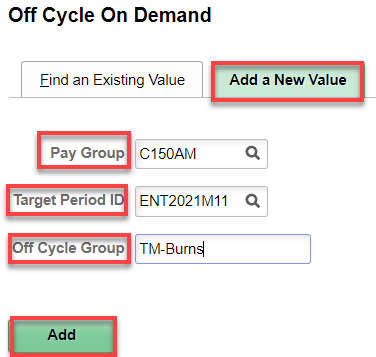 Off Cycle On Demand
Find an Existing Value
Add a New Value
Pay Group C150AM
Target Period ID ENT2021M11
Off Cycle Group TM-Burns
Add